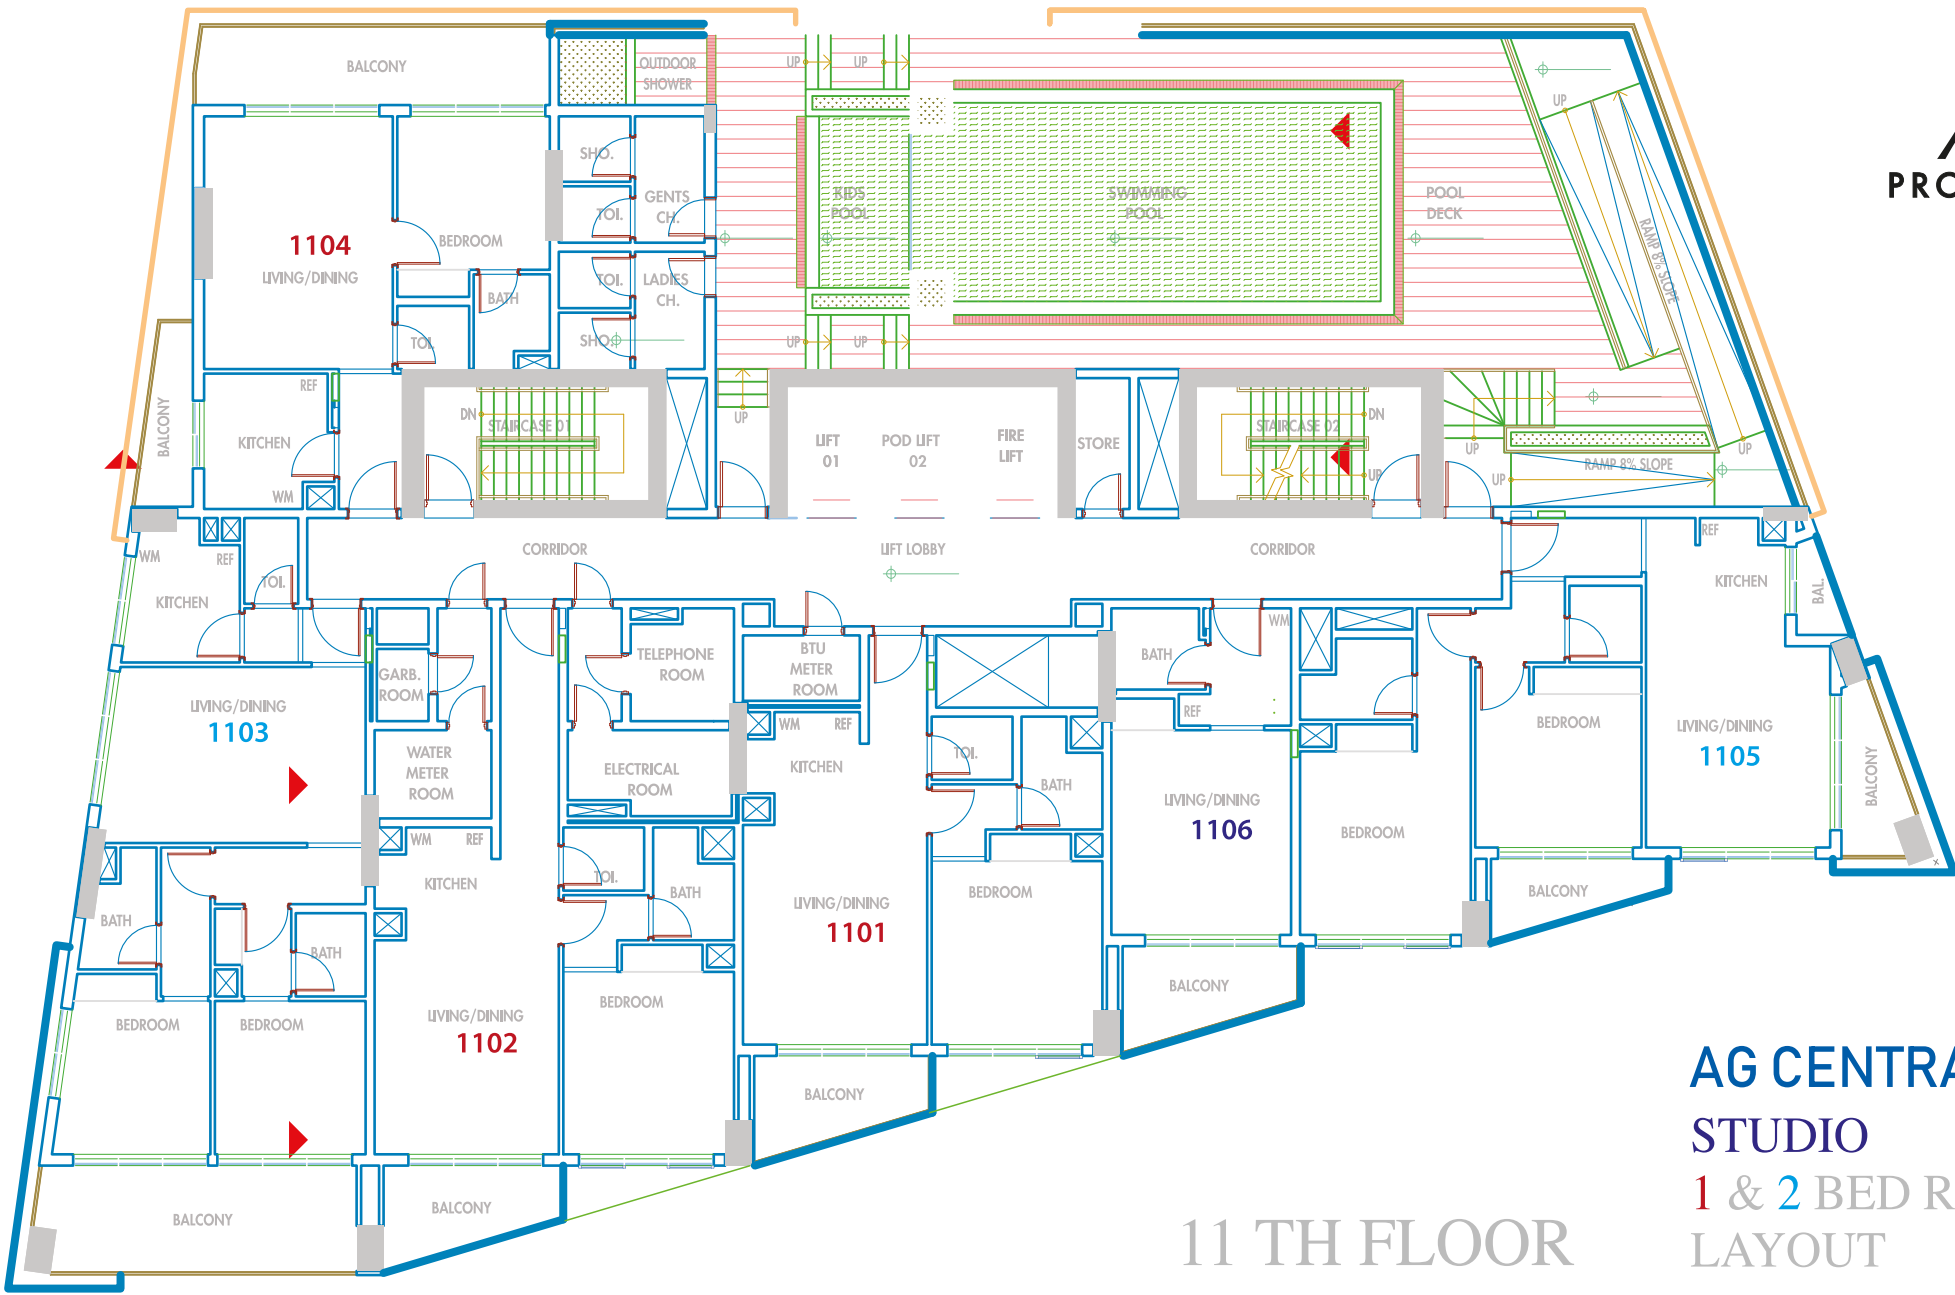 BALCONY
OUTDOOR
SHOWER
UP
UP
UP
PRO
SHO.
TOI.
GENTS
CH.
KIDS
POOL
SWIMMING
POOL
POOL
DECK
RAMP 8% SLOPE
1104
LIVING/DINING
BEDROOM
BATH
TOI.
LADIES
CH.
SHO.
TOI.
UP
UP
REF
KITCHEN
WM
BALCONY
DN
STAIRCASE 01
UP
LIFT
01
POD LIFT
02
FIRE
LIFT
STORE
STAIRCASE 02
DN
UP
UP
UP
RAMP 8% SLOPE
UP
WM
REF
KITCHEN
TOI.
CORRIDOR
LIFT LOBBY
CORRIDOR
REF
KITCHEN
BAL.
GARB.
ROOM
TELEPHONE
ROOM
BTU
METER
ROOM
BATH
WM
REF
LIVING/DINING
1103
WATER
METER
ROOM
ELECTRICAL
ROOM
WM
REF
KITCHEN
TOI.
BATH
LIVING/DINING
1106
BEDROOM
BEDROOM
LIVING/DINING
1105
BALCONY
WM
REF
KITCHEN
TOI.
BATH
LIVING/DINING
1101
BEDROOM
BALCONY
BATH
BATH
BEDROOM
BEDROOM
LIVING/DINING
1102
BEDROOM
BALCONY
BALCONY
BALCONY
BALCONY
AG CENTRA
STUDIO
1 & 2 BED R
LAYOUT
11 TH FLOOR